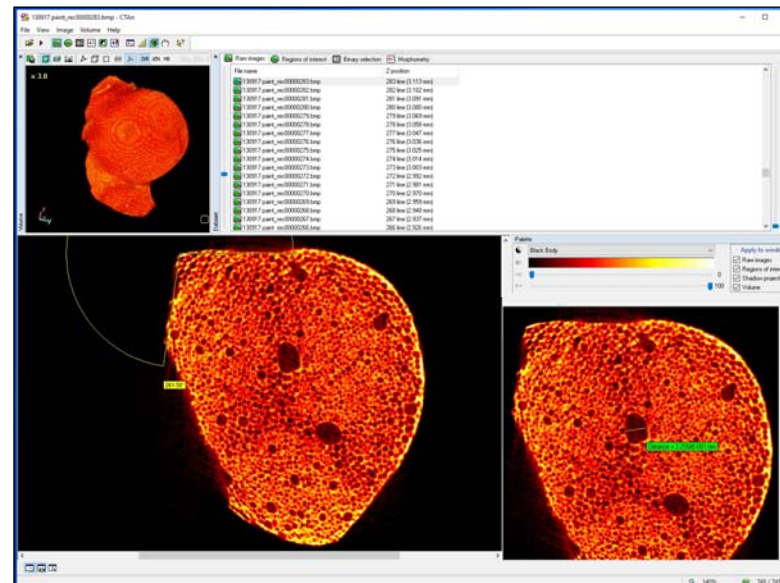 130917 paint_rec00000283.bmp - CTAn
File View Image Volume Help
x 3.0
Volume
Dataset
Raw images Regions of interest Binary selection Morphometry
File name Z position
130917 paint_rec00000283.bmp 283 line (3.113 mm)
130917 paint_rec00000282.bmp 282 line (3.102 mm)
130917 paint_rec00000281.bmp 281 line (3.091 mm)
130917 paint_rec00000280.bmp 280 line (3.080 mm)
130917 paint_rec00000279.bmp 279 line (3.069 mm)
130917 paint_rec00000278.bmp 278 line (3.058 mm)
130917 paint_rec00000277.bmp 277 line (3.047 mm)
130917 paint_rec00000276.bmp 276 line (3.036 mm)
130917 paint_rec00000275.bmp 275 line (3.025 mm)
130917 paint_rec00000274.bmp 274 line (3.014 mm)
130917 paint_rec00000273.bmp 273 line (3.003 mm)
130917 paint_rec00000272.bmp 272 line (2.992 mm)
130917 paint_rec00000271.bmp 271 line (2.981 mm)
130917 paint_rec00000270.bmp 270 line (2.970 mm)
130917 paint_rec00000269.bmp 269 line (2.959 mm)
130917 paint_rec00000268.bmp 268 line (2.948 mm)
130917 paint_rec00000267.bmp 267 line (2.937 mm)
130917 paint_rec00000266.bmp 266 line (2.926 mm)
Palette
Black Body
Apply to
Raw images
Regions of
Shadow
Volume
0
100
Distance
140%